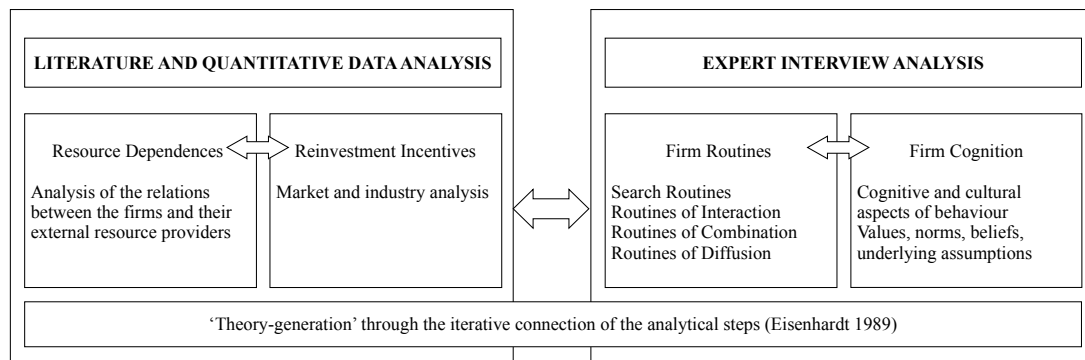 LITERATURE AND QUANTITATIVE DATA ANALYSIS
Resource Dependences
Analysis of the relations
between the firms and their
external resource providers
Reinvestment Incentives
Market and industry analysis
EXPERT INTERVIEW ANALYSIS
Firm Routines
Search Routines
Routines of Interaction
Routines of Combination
Routines of Diffusion
Firm Cognition
Cognitive and cultural
aspects of behaviour
Values, norms, beliefs,
underlying assumptions
‘Theory-generation’ through the iterative connection of the analytical steps (Eisenhardt 1989)